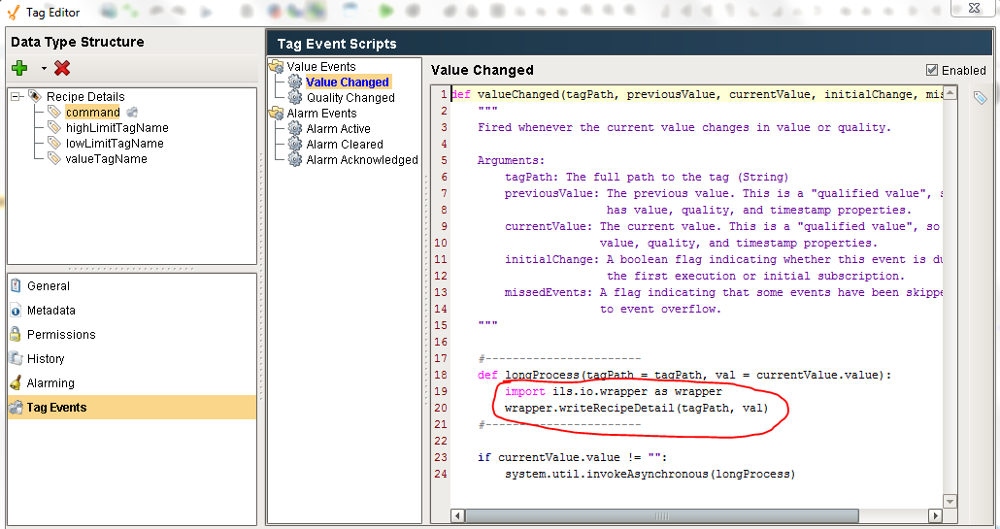 Tag Editor
Data Type Structure
Recipe Details
command
highLimitTagName
lowLimitTagName
valueTagName
General
Metadata
Permissions
History
Alarming
Tag Events
Tag Event Scripts
Value Events
Value Changed
Quality Changed
Alarm Events
Alarm Active
Alarm Cleared
Alarm Acknowledged
Value Changed
Enabled
1 def valueChanged(tagPath, previousValue, currentValue, initialChange, mis
2 """
3 Fired whenever the current value changes in value or quality.
4
5 Arguments:
6 tagPath: The full path to the tag (String)
7 previousValue: The previous value. This is a "qualified value", s
8 has value, quality, and timestamp properties.
9 currentValue: The current value. This is a "qualified value", so
10 value, quality, and timestamp properties.
11 initialChange: A boolean flag indicating whether this event is du
12 the first execution or initial subscription.
13 missedEvents: A flag indicating that some events have been skippe
14 to event overflow.
15 """
16
17 #------------------------
18 def longProcess(tagPath = tagPath, val = currentValue.value):
19 import ils.io.wrapper as wrapper
20 wrapper.writeRecipeDetail(tagPath, val)
21 #------------------------
22
23 if currentValue.value != "":
24 system.util.invokeAsynchronous(longProcess)